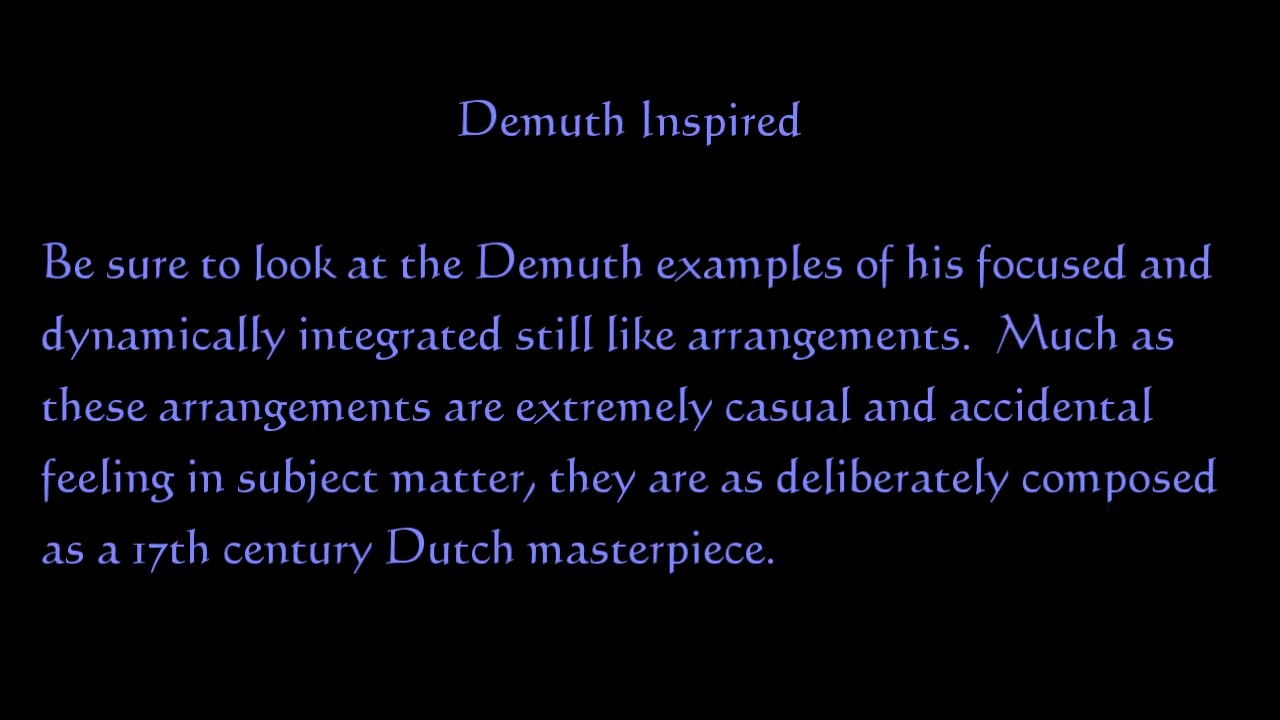 Demuth Inspired
Be sure to look at the Demuth examples of his focused and
dynamically integrated still like arrangements.  Much as
these arrangements are extremely casual and accidental
feeling in subject matter, they are as deliberately composed
as a 17th century Dutch masterpiece.